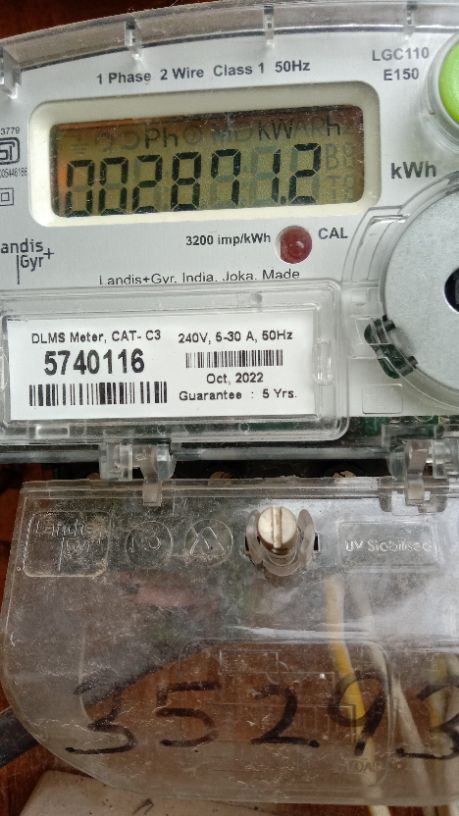 LGC110
1 Phase 2 Wire Class 1 50Hz
E150
002871.2
kWh
3200 imp/kWh
CAL
Landis+Gyr, India, Joka, Made
DLMS Meter, CAT- C3
240V, 5-30 A, 50Hz
5740116
Oct, 2022
Guarantee : 5 Yrs.
UV Stabilised
35293